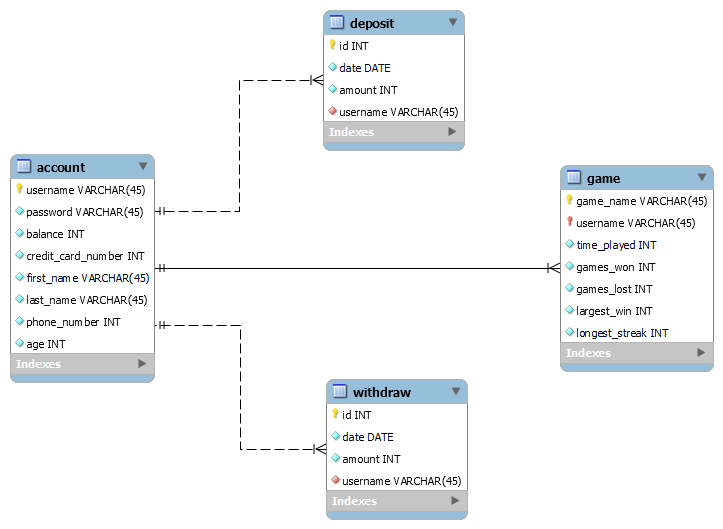 deposit
id INT
date DATE
amount INT
username VARCHAR(45)
Indexes
account
username VARCHAR(45)
password VARCHAR(45)
balance INT
credit_card_number INT
first_name VARCHAR(45)
last_name VARCHAR(45)
phone_number INT
age INT
Indexes
game
game_name VARCHAR(45)
username VARCHAR(45)
time_played INT
games_won INT
games_lost INT
largest_win INT
longest_streak INT
Indexes
withdraw
id INT
date DATE
amount INT
username VARCHAR(45)
Indexes